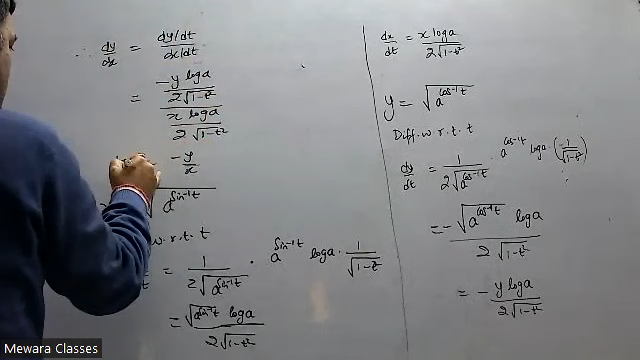 ∴ dy/dx = (dy/dt)/(dx/dt)
= (-y log a / 2√(1-t²)) / (x log a / 2√(1-t²))
-y/x
√(a^(sin⁻¹t))
w.r.t. t
= 1/(2√(a^(sin⁻¹t))) · a^(sin⁻¹t) log a · 1/√(1-t²)
= √(a^(sin⁻¹t)) log a / 2√(1-t²)
dx/dt = x log a / 2√(1-t²)
y = √(a^(cos⁻¹t))
Diff. w.r.t. t
dy/dt = 1/(2√(a^(cos⁻¹t))) · a^(cos⁻¹t) log a · (-1/√(1-t²))
= -√(a^(cos⁻¹t)) log a / 2√(1-t²)
= - y log a / 2√(1-t²)
Mewara Classes